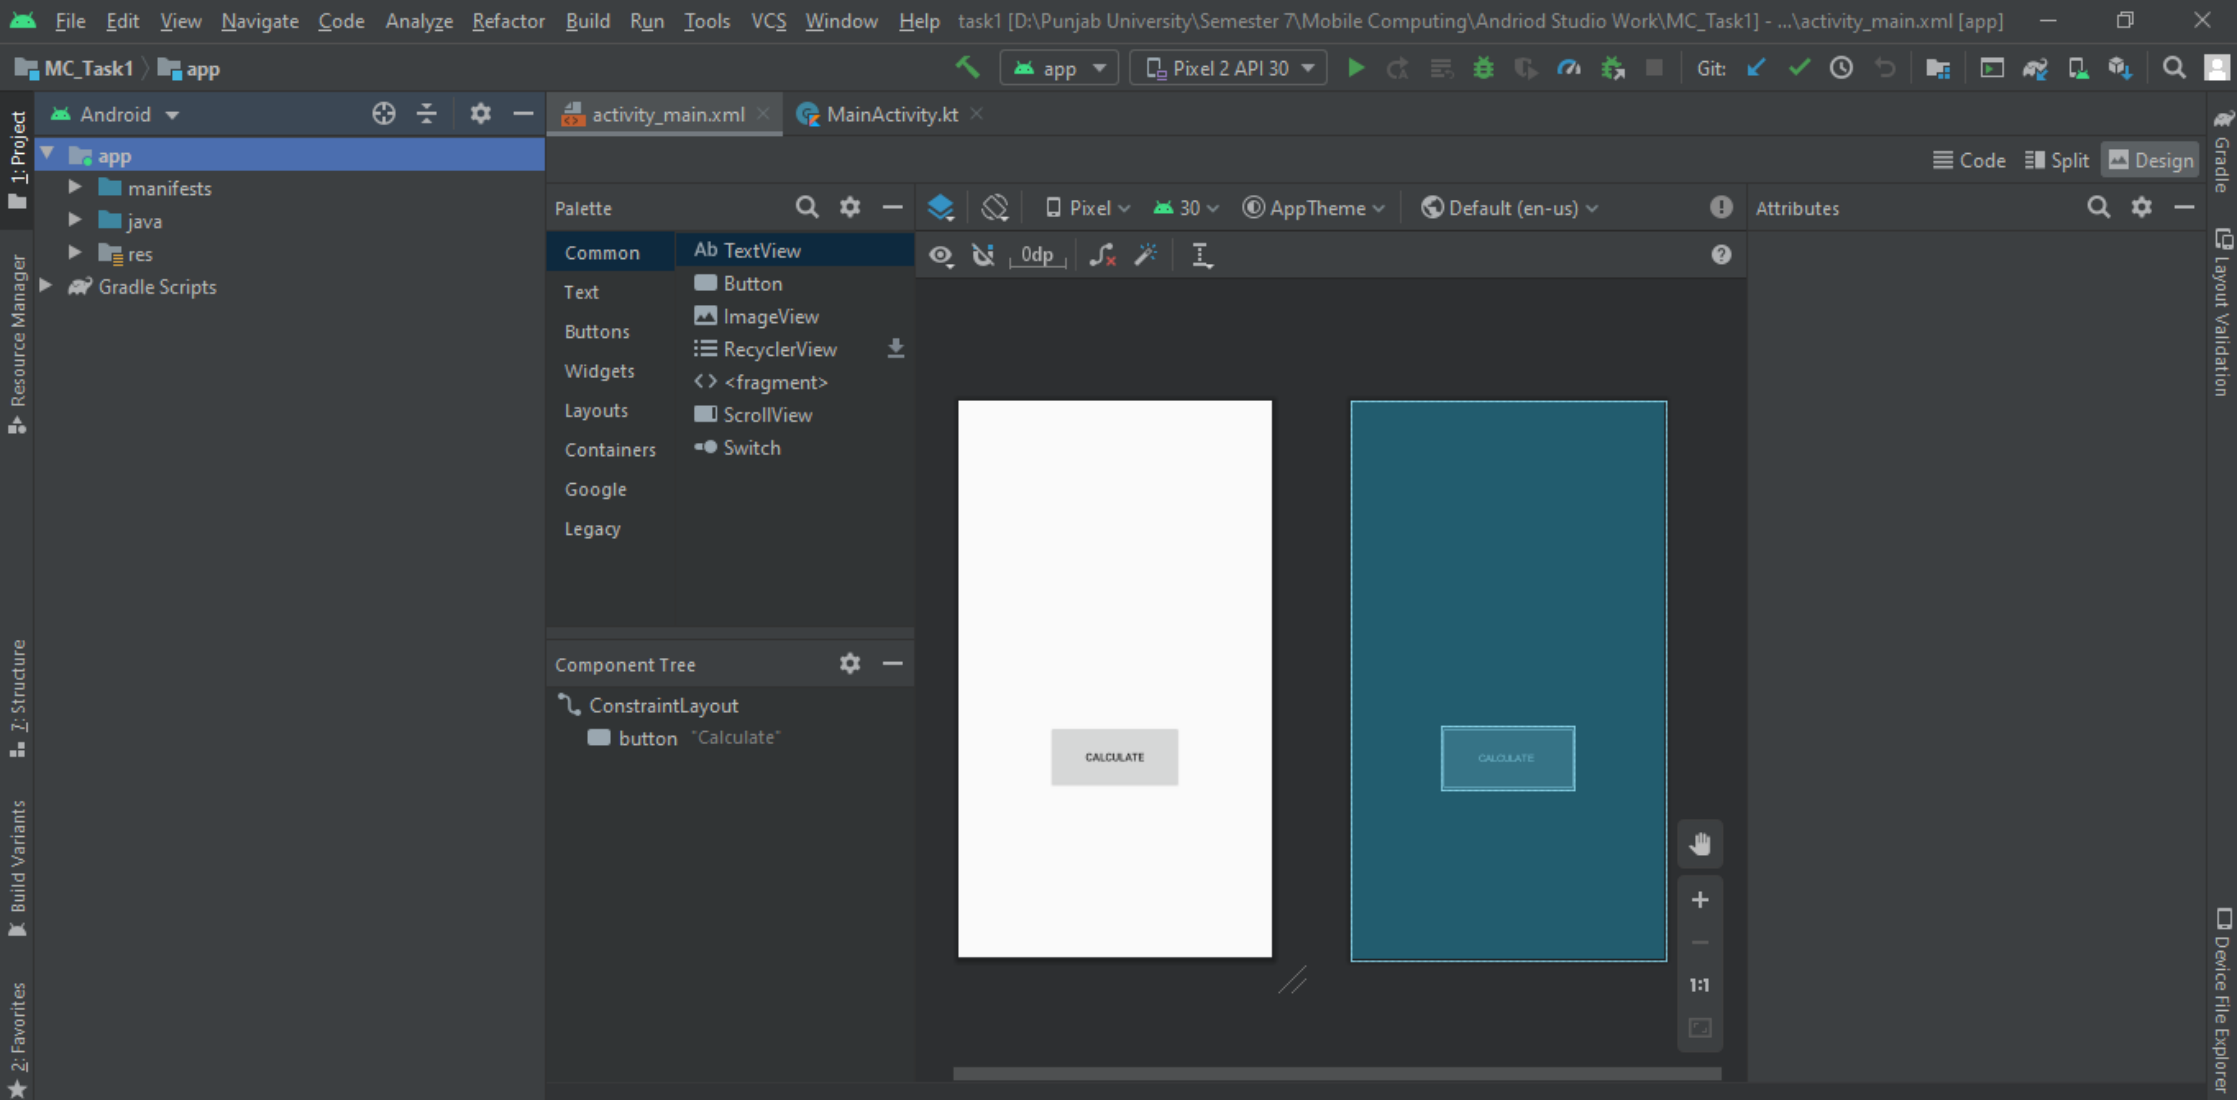 File Edit View Navigate Code Analyze Refactor Build Run Tools VCS Window Help task1 [D:\Punjab University\Semester 7\Mobile Computing\Andriod Studio Work\MC_Task1] - ...\activity_main.xml [app]
MC_Task1 app
app Pixel 2 API 30 Git:
Android
activity_main.xml MainActivity.kt
app
manifests
java
res
Gradle Scripts
Code Split Design
Palette
Pixel 30 AppTheme Default (en-us)
Attributes
0dp
Common
Text
Buttons
Widgets
Layouts
Containers
Google
Legacy
Ab TextView
Button
ImageView
RecyclerView
<fragment>
ScrollView
Switch
Component Tree
ConstraintLayout
button "Calculate"
CALCULATE
CALCULATE
1:1
1: Project
Resource Manager
7: Structure
Build Variants
2: Favorites
Gradle
Layout Validation
Device File Explorer